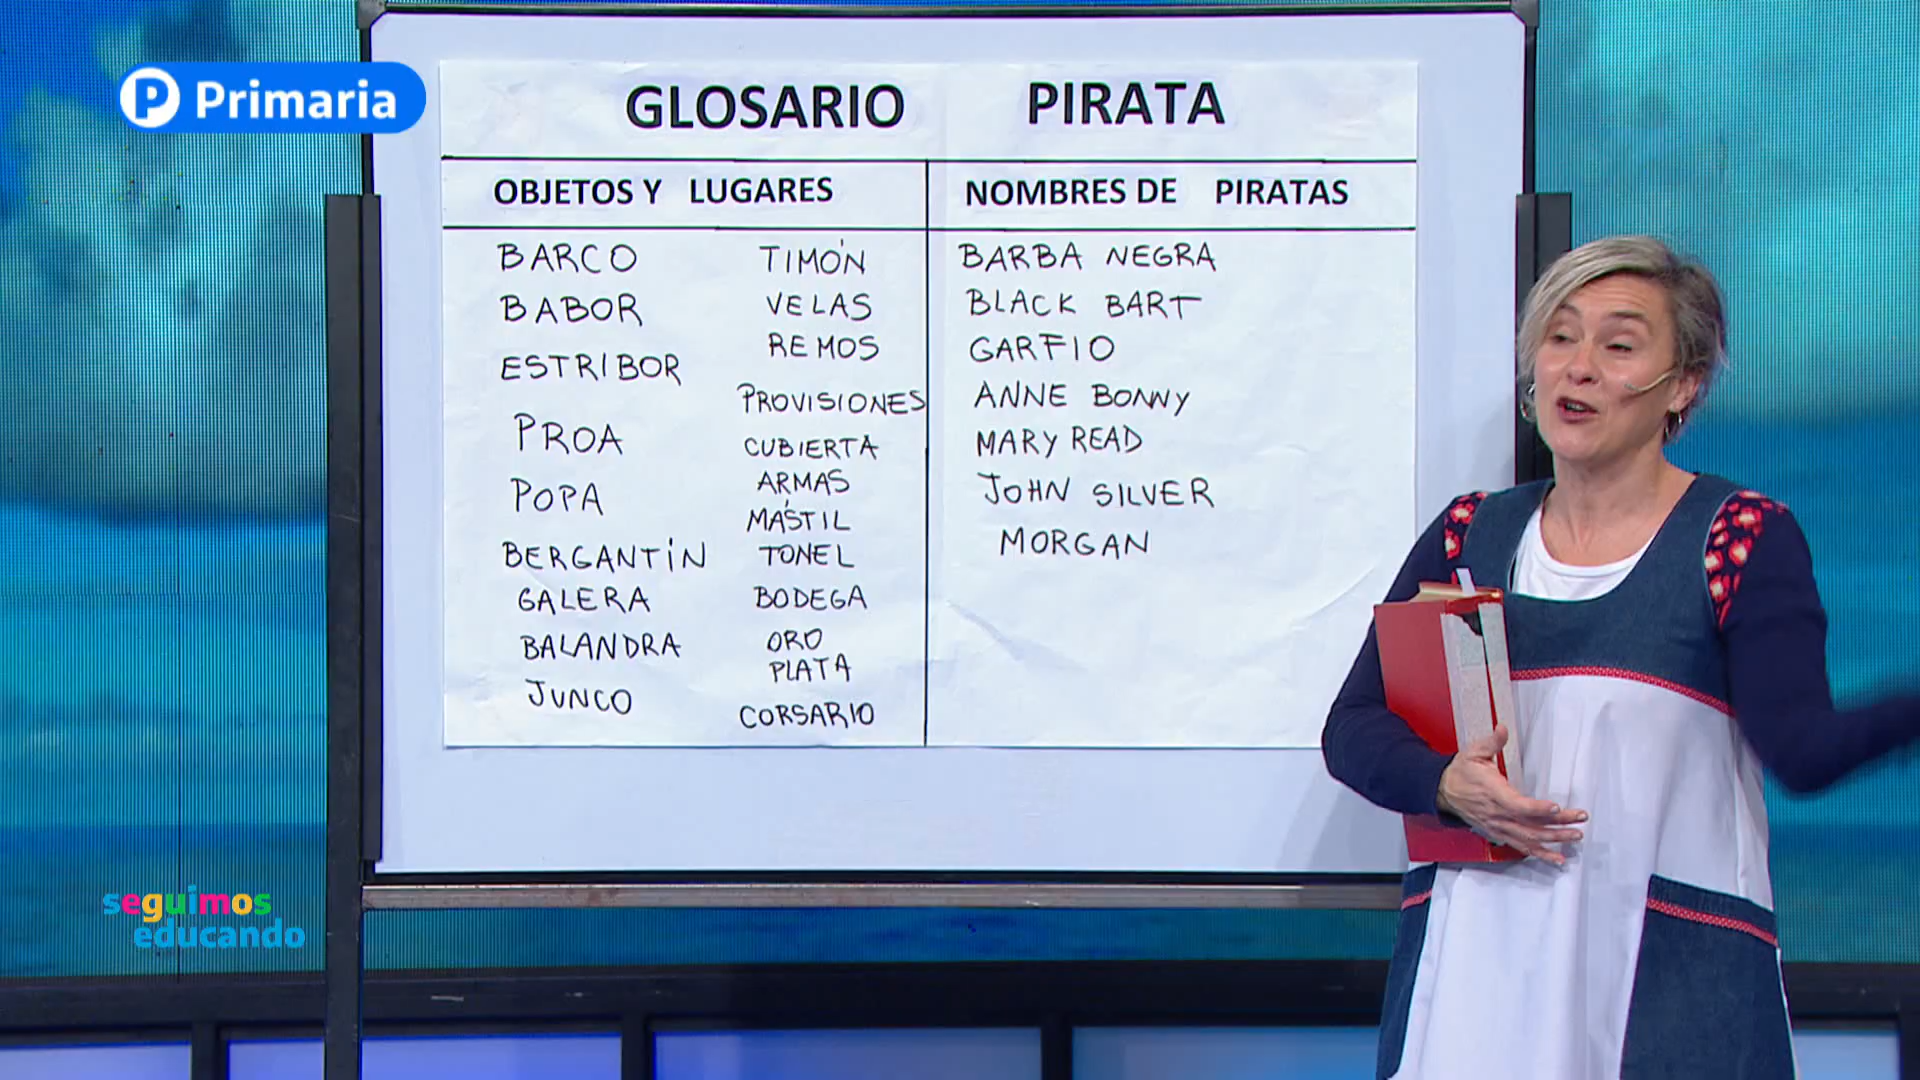 P Primaria
GLOSARIO PIRATA
OBJETOS Y LUGARES
BARCO
BABOR
ESTRIBOR
PROA
POPA
BERGANTÍN
GALERA
BALANDRA
JUNCO
TIMÓN
VELAS
REMOS
PROVISIONES
CUBIERTA
ARMAS
MÁSTIL
TONEL
BODEGA
ORO
PLATA
CORSARIO
NOMBRES DE PIRATAS
BARBA NEGRA
BLACK BART
GARFIO
ANNE BONNY
MARY READ
JOHN SILVER
MORGAN
seguimos
educando